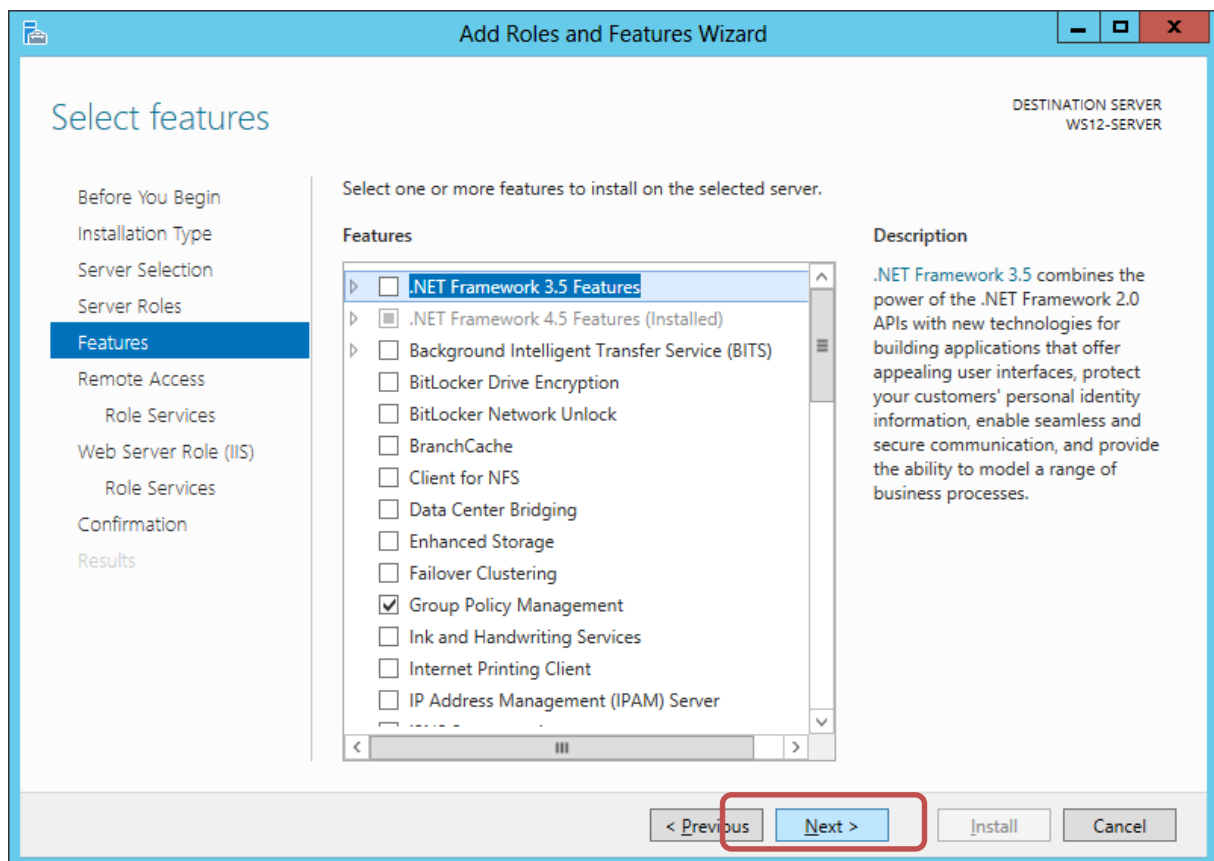 Add Roles and Features Wizard
Select features
DESTINATION SERVER
WS12-SERVER
Before You Begin
Installation Type
Server Selection
Server Roles
Features
Remote Access
Role Services
Web Server Role (IIS)
Role Services
Confirmation
Results
Select one or more features to install on the selected server.
Features
.NET Framework 3.5 Features
.NET Framework 4.5 Features (Installed)
Background Intelligent Transfer Service (BITS)
BitLocker Drive Encryption
BitLocker Network Unlock
BranchCache
Client for NFS
Data Center Bridging
Enhanced Storage
Failover Clustering
Group Policy Management
Ink and Handwriting Services
Internet Printing Client
IP Address Management (IPAM) Server
Description
.NET Framework 3.5 combines the
power of the .NET Framework 2.0
APIs with new technologies for
building applications that offer
appealing user interfaces, protect
your customers' personal identity
information, enable seamless and
secure communication, and provide
the ability to model a range of
business processes.
< Previous
Next >
Install
Cancel